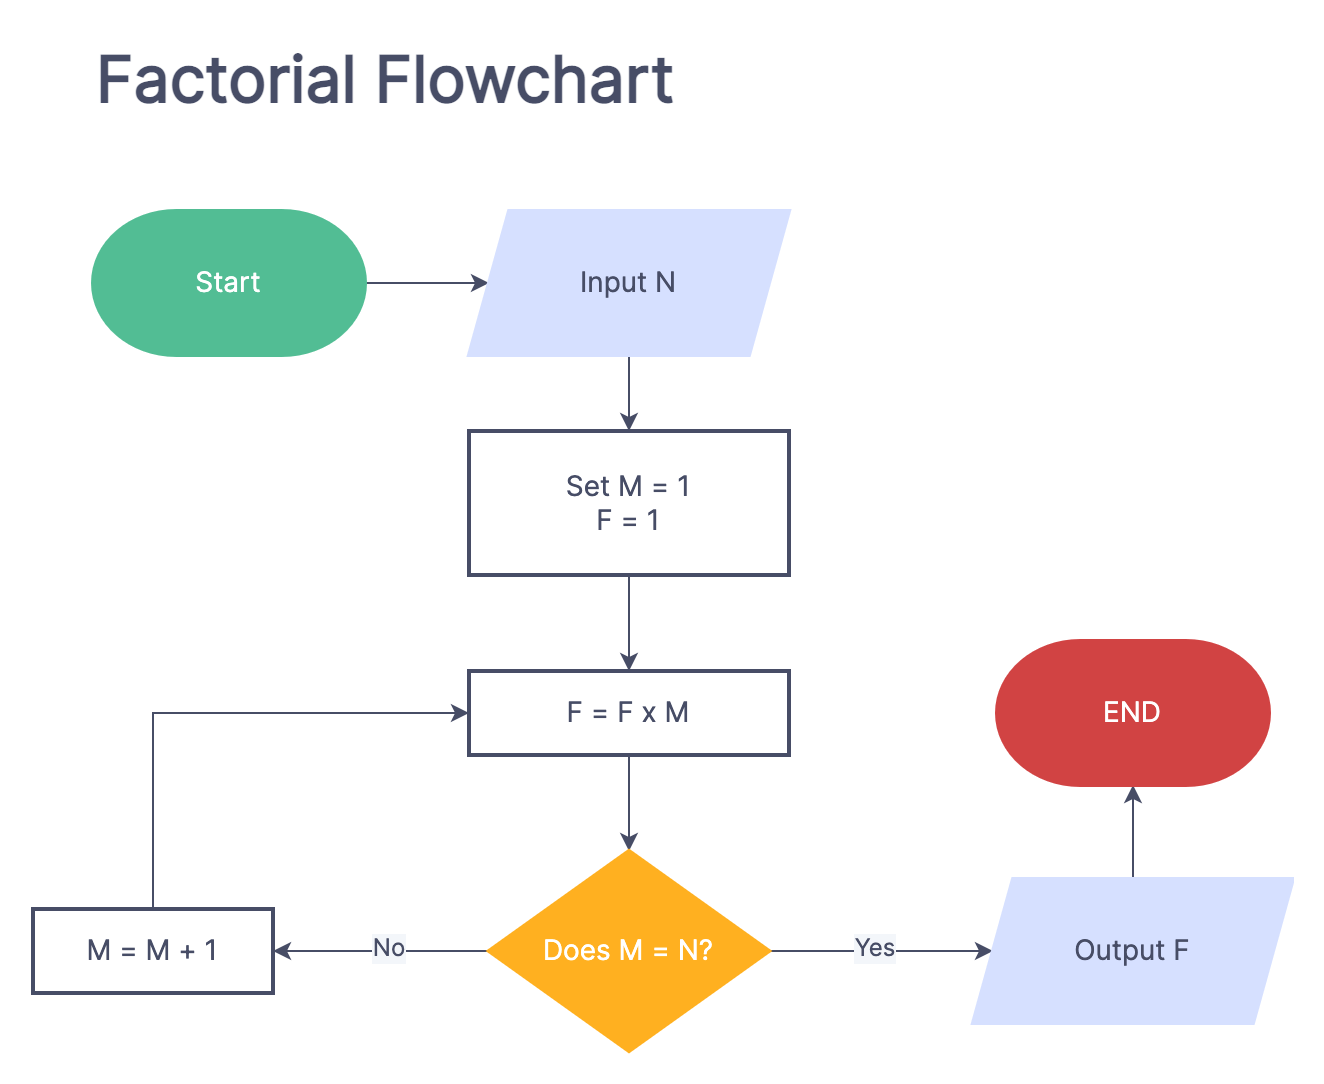 Factorial Flowchart
Start
Input N
Set M = 1
F = 1
F = F x M
Does M = N?
No
M = M + 1
Yes
Output F
END